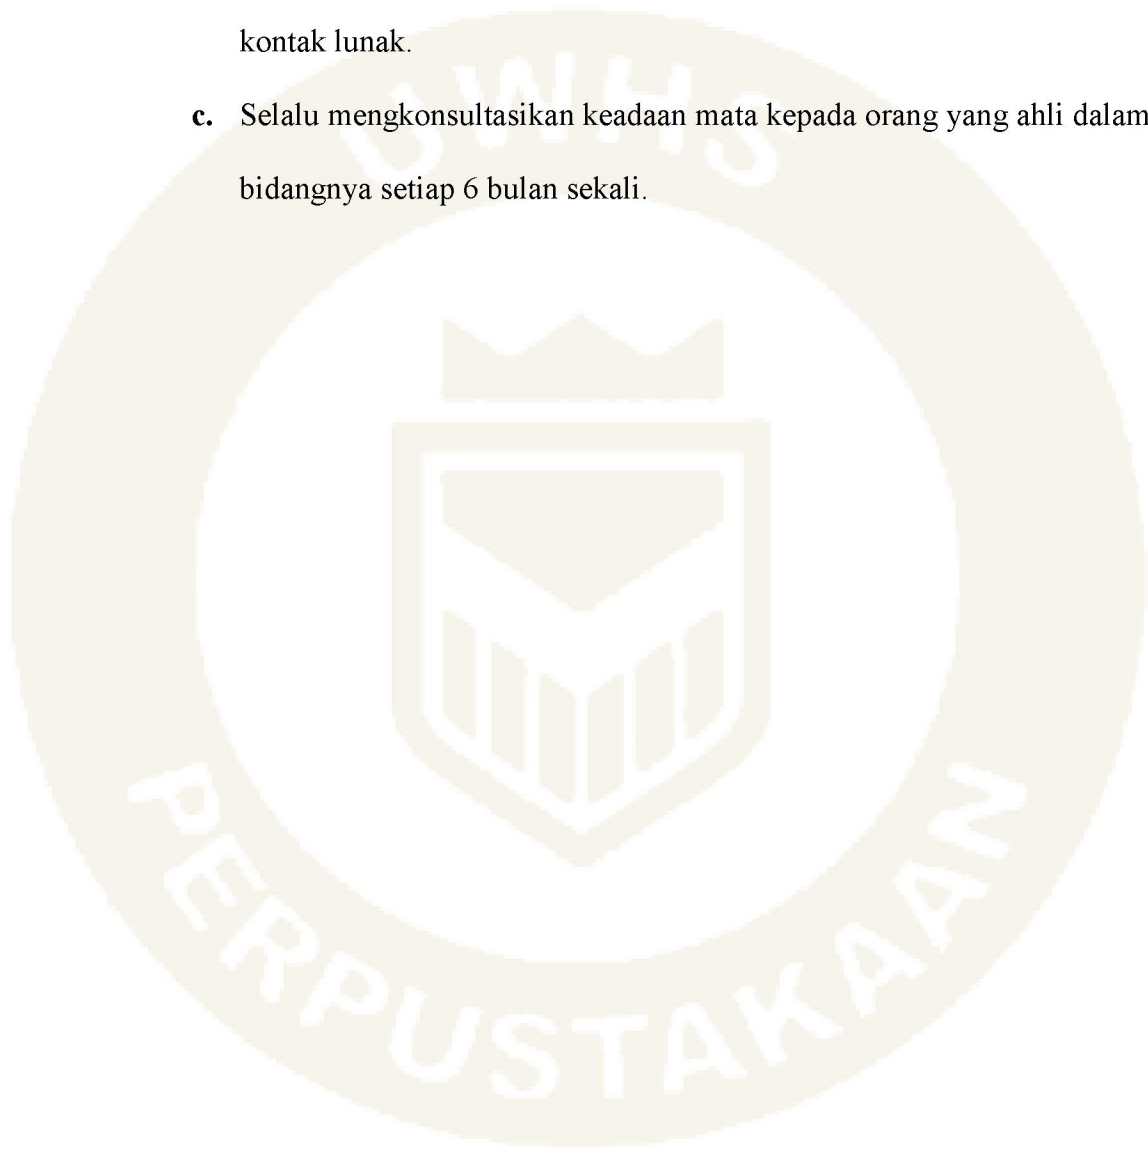 kontak lunak.
c. Selalu mengkonsultasikan keadaan mata kepada orang yang ahli dalam
bidangnya setiap 6 bulan sekali.
UWHS
PERPUSTAKAAN